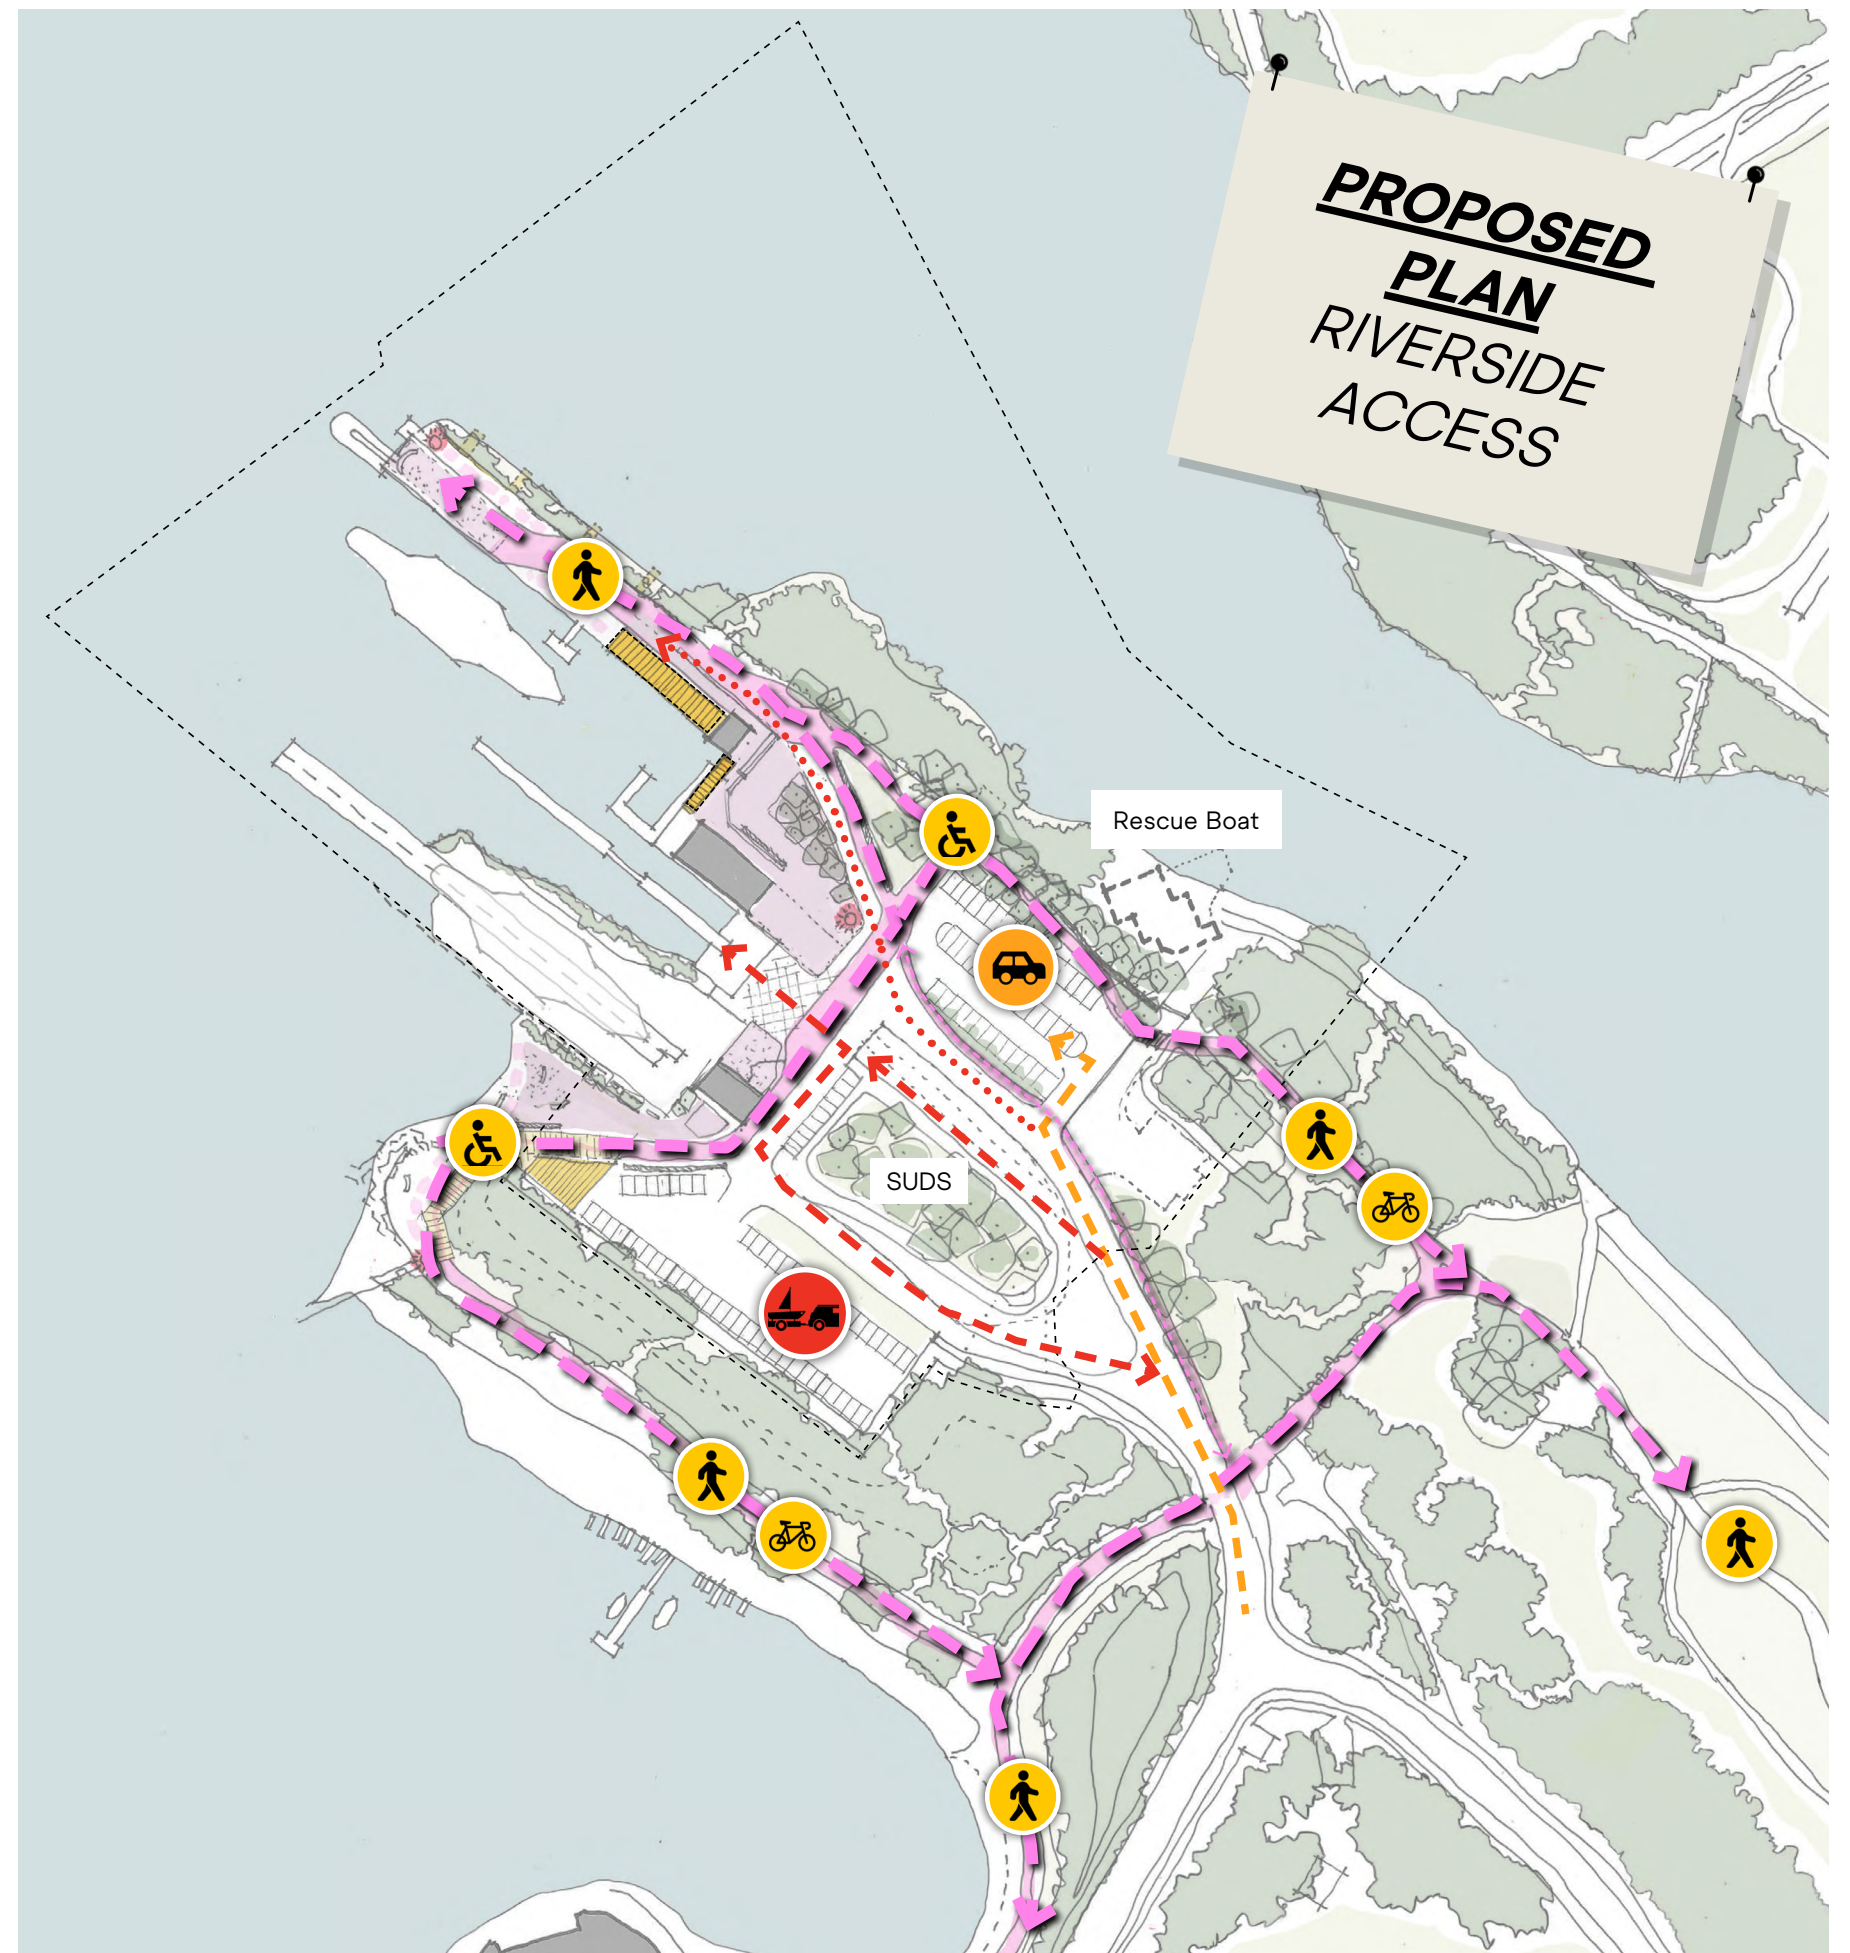 PROPOSED
PLAN
RIVERSIDE
ACCESS
Rescue Boat
SUDS